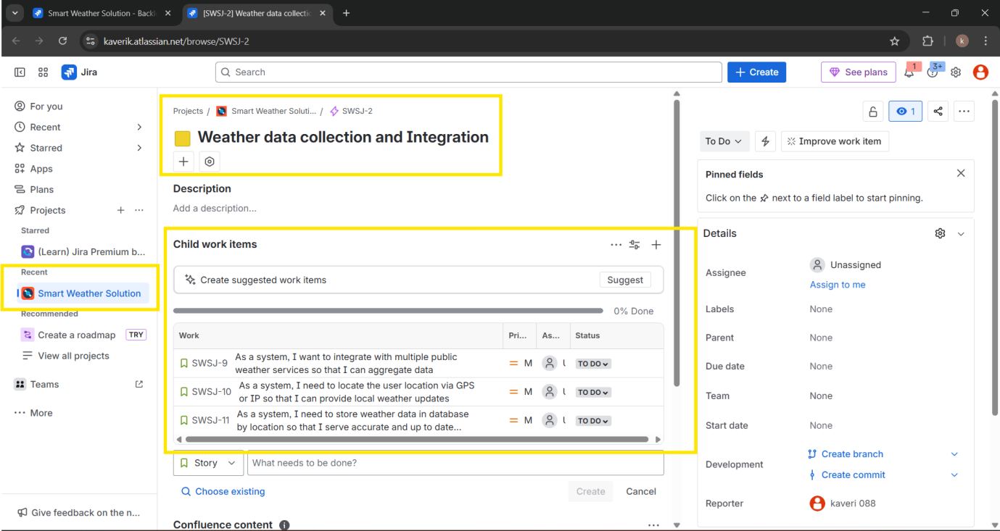 Smart Weather Solution - Back
[SWSJ-2] Weather data collectic
kaverik.atlassian.net/browse/SWSJ-2
k
Jira
Search
Create
See plans
1
3+
For you
Recent
Starred
Apps
Plans
Projects
Starred
(Learn) Jira Premium b...
Recent
Smart Weather Solution
Recommended
Create a roadmap TRY
View all projects
Teams
More
Give feedback on the n...
Projects / Smart Weather Soluti... / SWSJ-2
Weather data collection and Integration
Description
Add a description...
Child work items
Create suggested work items Suggest
0% Done
Work Pri... As... Status
SWSJ-9 As a system, I want to integrate with multiple public
weather services so that I can aggregate data
M TO DO
SWSJ-10 As a system, I need to locate the user location via GPS
or IP so that I can provide local weather updates
M TO DO
SWSJ-11 As a system, I need to store weather data in database
by location so that I serve accurate and up to date...
M TO DO
Story What needs to be done?
Choose existing Create Cancel
Confluence content
1
To Do Improve work item
Pinned fields
Click on the next to a field label to start pinning.
Details
Assignee Unassigned
Assign to me
Labels None
Parent None
Due date None
Team None
Start date None
Development Create branch
Create commit
Reporter kaveri 088